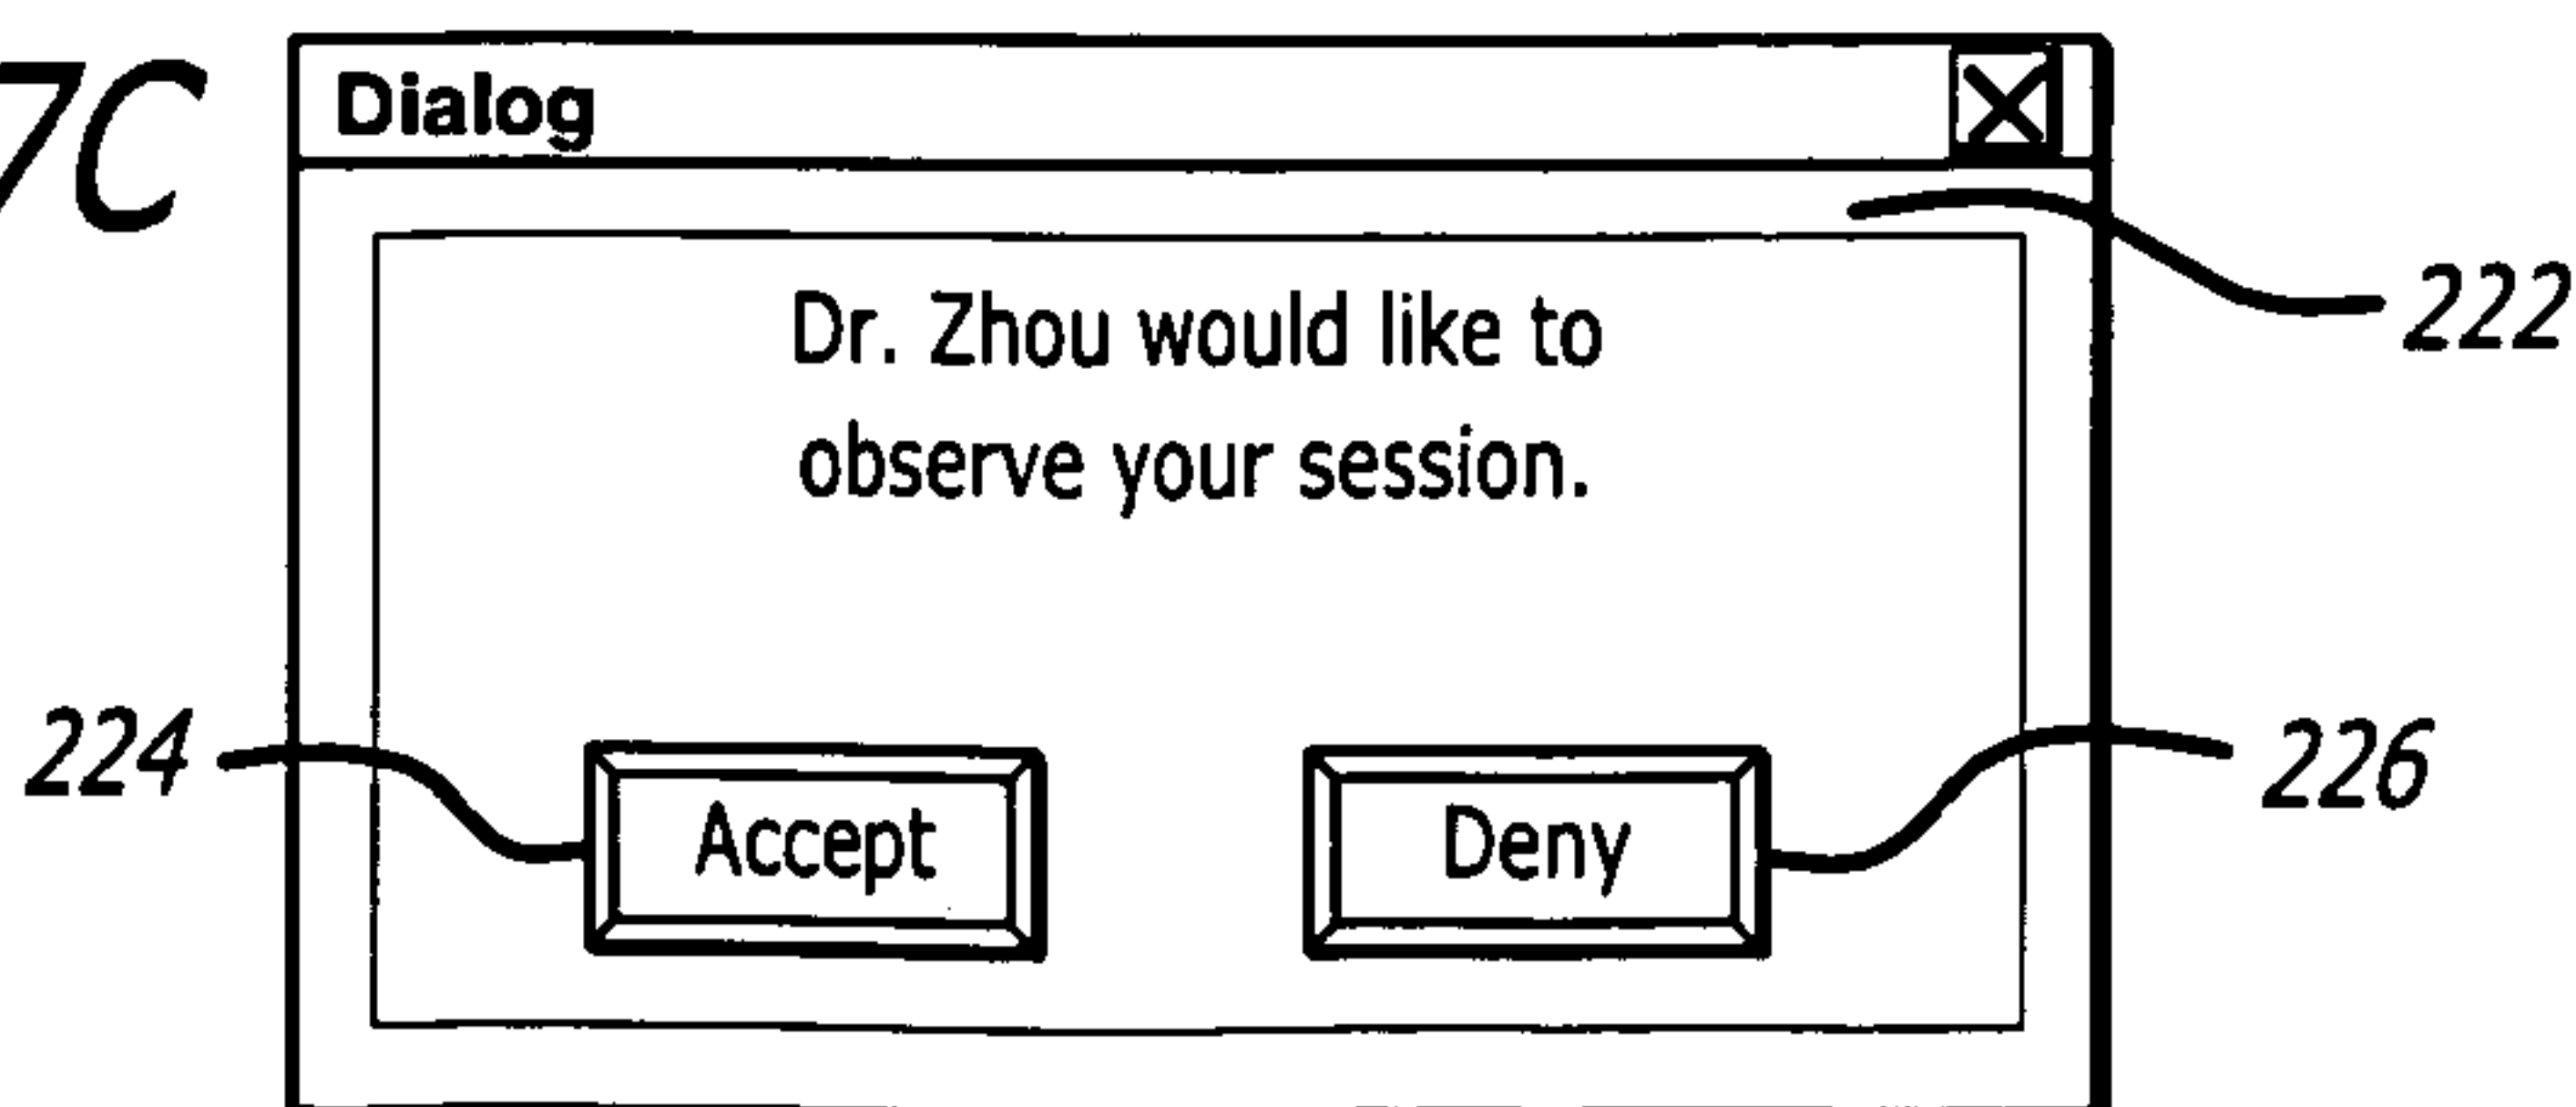 7C
Dialog
222
Dr. Zhou would like to
observe your session.
224
Accept
Deny
226